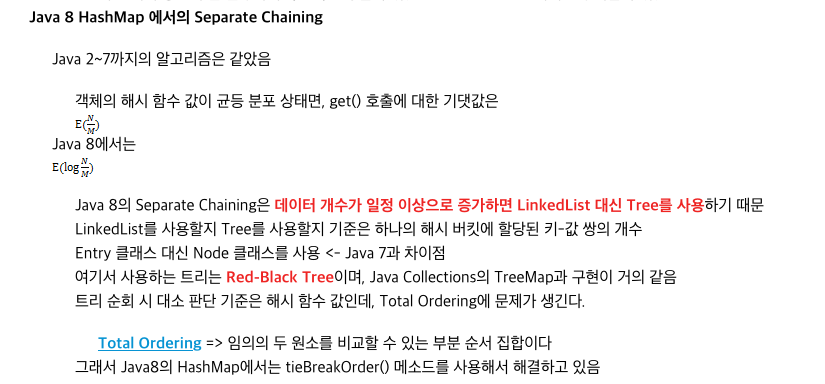 Java 8 HashMap 에서의 Separate Chaining
Java 2~7까지의 알고리즘은 같았음
객체의 해시 함수 값이 균등 분포 상태면, get() 호출에 대한 기댓값은
E(N/M)
Java 8에서는
E(log N/M)
Java 8의 Separate Chaining은 데이터 개수가 일정 이상으로 증가하면 LinkedList 대신 Tree를 사용하기 때문
LinkedList를 사용할지 Tree를 사용할지 기준은 하나의 해시 버킷에 할당된 키-값 쌍의 개수
Entry 클래스 대신 Node 클래스를 사용 <- Java 7과 차이점
여기서 사용하는 트리는 Red-Black Tree이며, Java Collections의 TreeMap과 구현이 거의 같음
트리 순회 시 대소 판단 기준은 해시 함수 값인데, Total Ordering에 문제가 생긴다.
Total Ordering => 임의의 두 원소를 비교할 수 있는 부분 순서 집합이다
그래서 Java8의 HashMap에서는 tieBreakOrder() 메소드를 사용해서 해결하고 있음